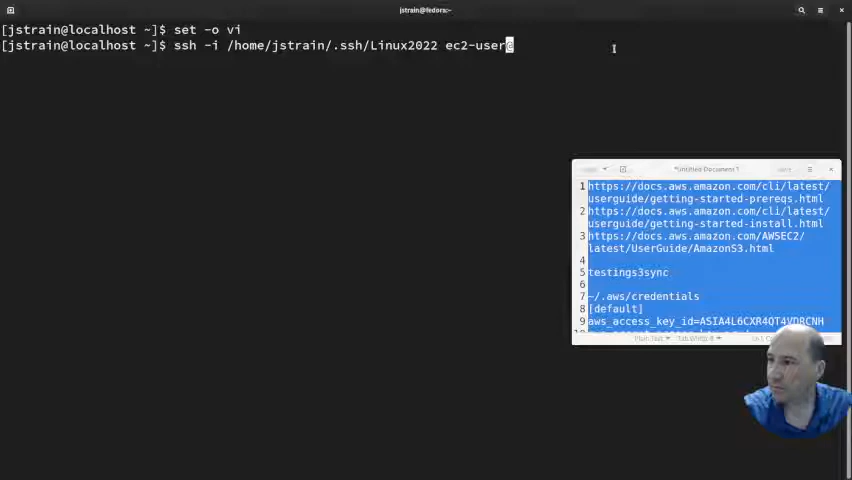 jstrain@fedora:~
[jstrain@localhost ~]$ set -o vi
[jstrain@localhost ~]$ ssh -i /home/jstrain/.ssh/Linux2022 ec2-user@
*Untitled Document 1
1 https://docs.aws.amazon.com/cli/latest/
userguide/getting-started-prereqs.html
2 https://docs.aws.amazon.com/cli/latest/
userguide/getting-started-install.html
3 https://docs.aws.amazon.com/AWSEC2/
latest/UserGuide/AmazonS3.html
4
5 testings3sync
6
7 ~/.aws/credentials
8 [default]
9 aws_access_key_id=ASIA4L6CXR4QT4VDRCNH
Plain Text
Tab Width: 8